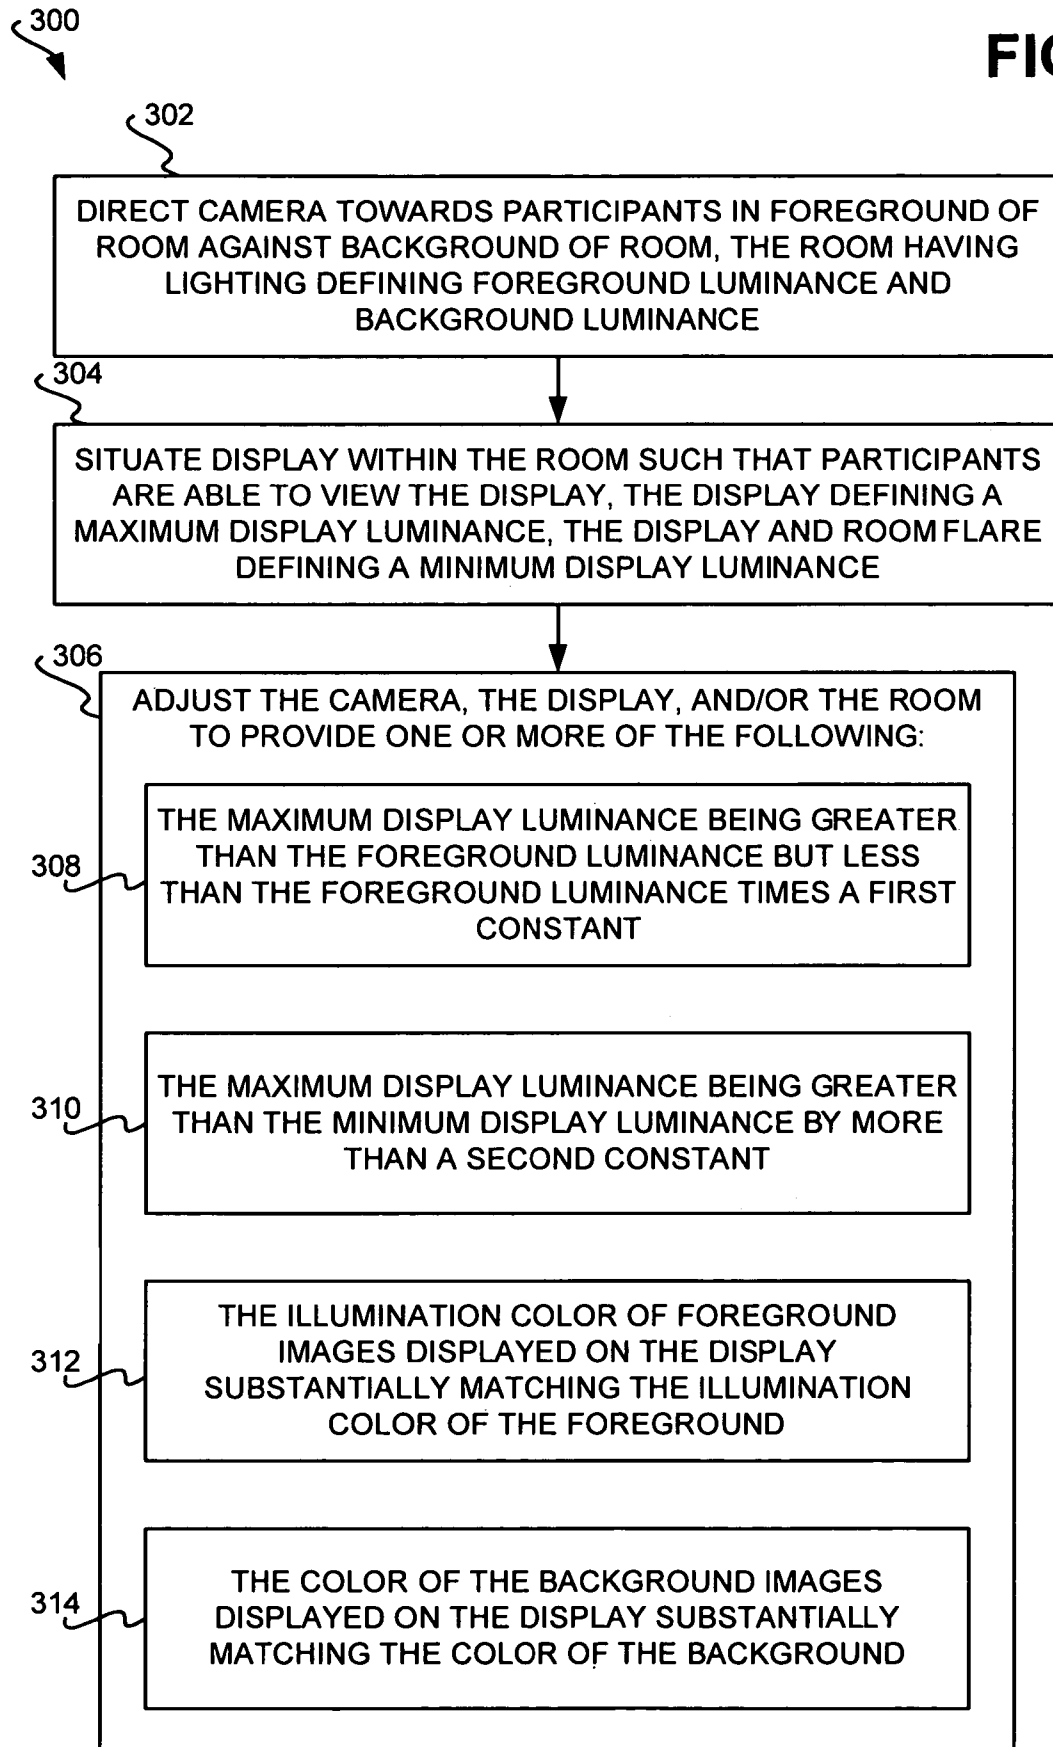 300
FIG
302
DIRECT CAMERA TOWARDS PARTICIPANTS IN FOREGROUND OF
ROOM AGAINST BACKGROUND OF ROOM, THE ROOM HAVING
LIGHTING DEFINING FOREGROUND LUMINANCE AND
BACKGROUND LUMINANCE
304
SITUATE DISPLAY WITHIN THE ROOM SUCH THAT PARTICIPANTS
ARE ABLE TO VIEW THE DISPLAY, THE DISPLAY DEFINING A
MAXIMUM DISPLAY LUMINANCE, THE DISPLAY AND ROOM FLARE
DEFINING A MINIMUM DISPLAY LUMINANCE
306
ADJUST THE CAMERA, THE DISPLAY, AND/OR THE ROOM
TO PROVIDE ONE OR MORE OF THE FOLLOWING:
308
THE MAXIMUM DISPLAY LUMINANCE BEING GREATER
THAN THE FOREGROUND LUMINANCE BUT LESS
THAN THE FOREGROUND LUMINANCE TIMES A FIRST
CONSTANT
310
THE MAXIMUM DISPLAY LUMINANCE BEING GREATER
THAN THE MINIMUM DISPLAY LUMINANCE BY MORE
THAN A SECOND CONSTANT
312
THE ILLUMINATION COLOR OF FOREGROUND
IMAGES DISPLAYED ON THE DISPLAY
SUBSTANTIALLY MATCHING THE ILLUMINATION
COLOR OF THE FOREGROUND
314
THE COLOR OF THE BACKGROUND IMAGES
DISPLAYED ON THE DISPLAY SUBSTANTIALLY
MATCHING THE COLOR OF THE BACKGROUND